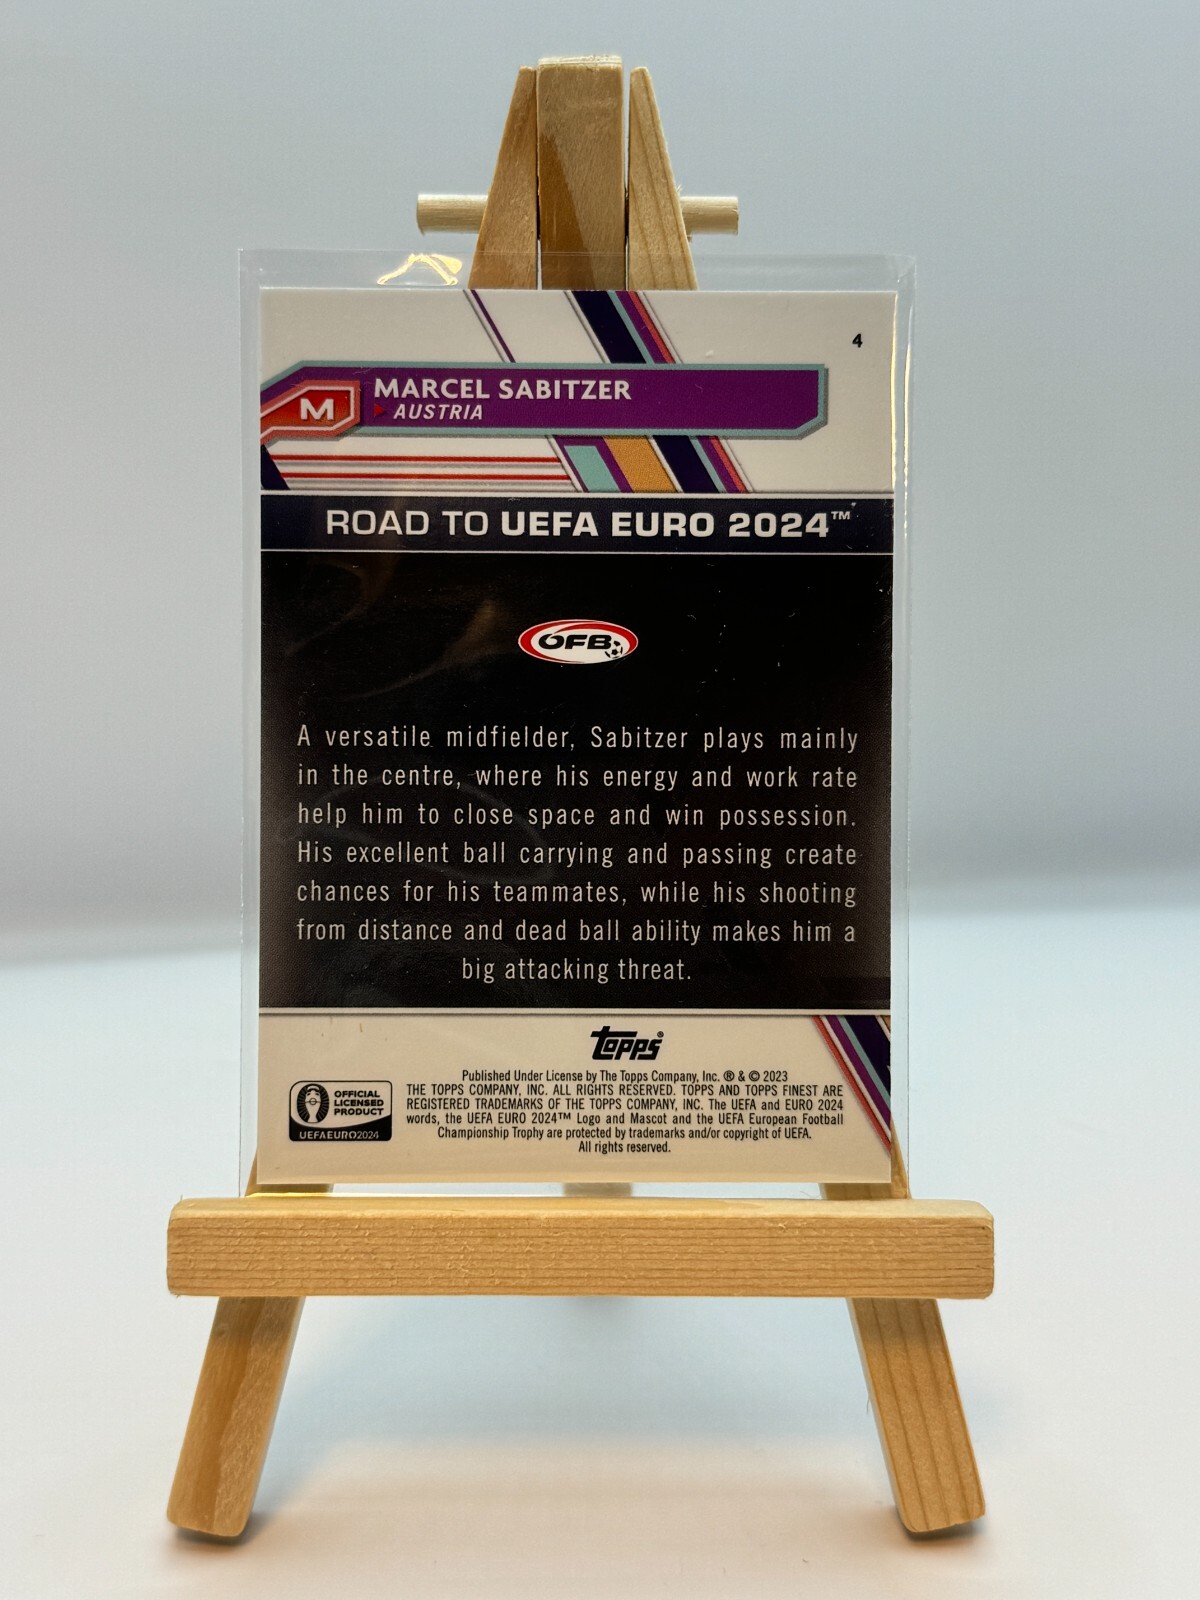 4
MARCEL SABITZER
M
AUSTRIA
ROAD TO UEFA EURO 2024™
ÖFB
A versatile midfielder, Sabitzer plays mainly
in the centre, where his energy and work rate
help him to close space and win possession.
His excellent ball carrying and passing create
chances for his teammates, while his shooting
from distance and dead ball ability makes him a
big attacking threat.
topps®
Published Under License by The Topps Company, Inc. ® & © 2023
THE TOPPS COMPANY, INC. ALL RIGHTS RESERVED. TOPPS AND TOPPS FINEST ARE
REGISTERED TRADEMARKS OF THE TOPPS COMPANY, INC. The UEFA and EURO 2024
words, the UEFA EURO 2024™ Logo and Mascot and the UEFA European Football
Championship Trophy are protected by trademarks and/or copyright of UEFA.
All rights reserved.
OFFICIAL
LICENSED
PRODUCT
UEFAEURO2024